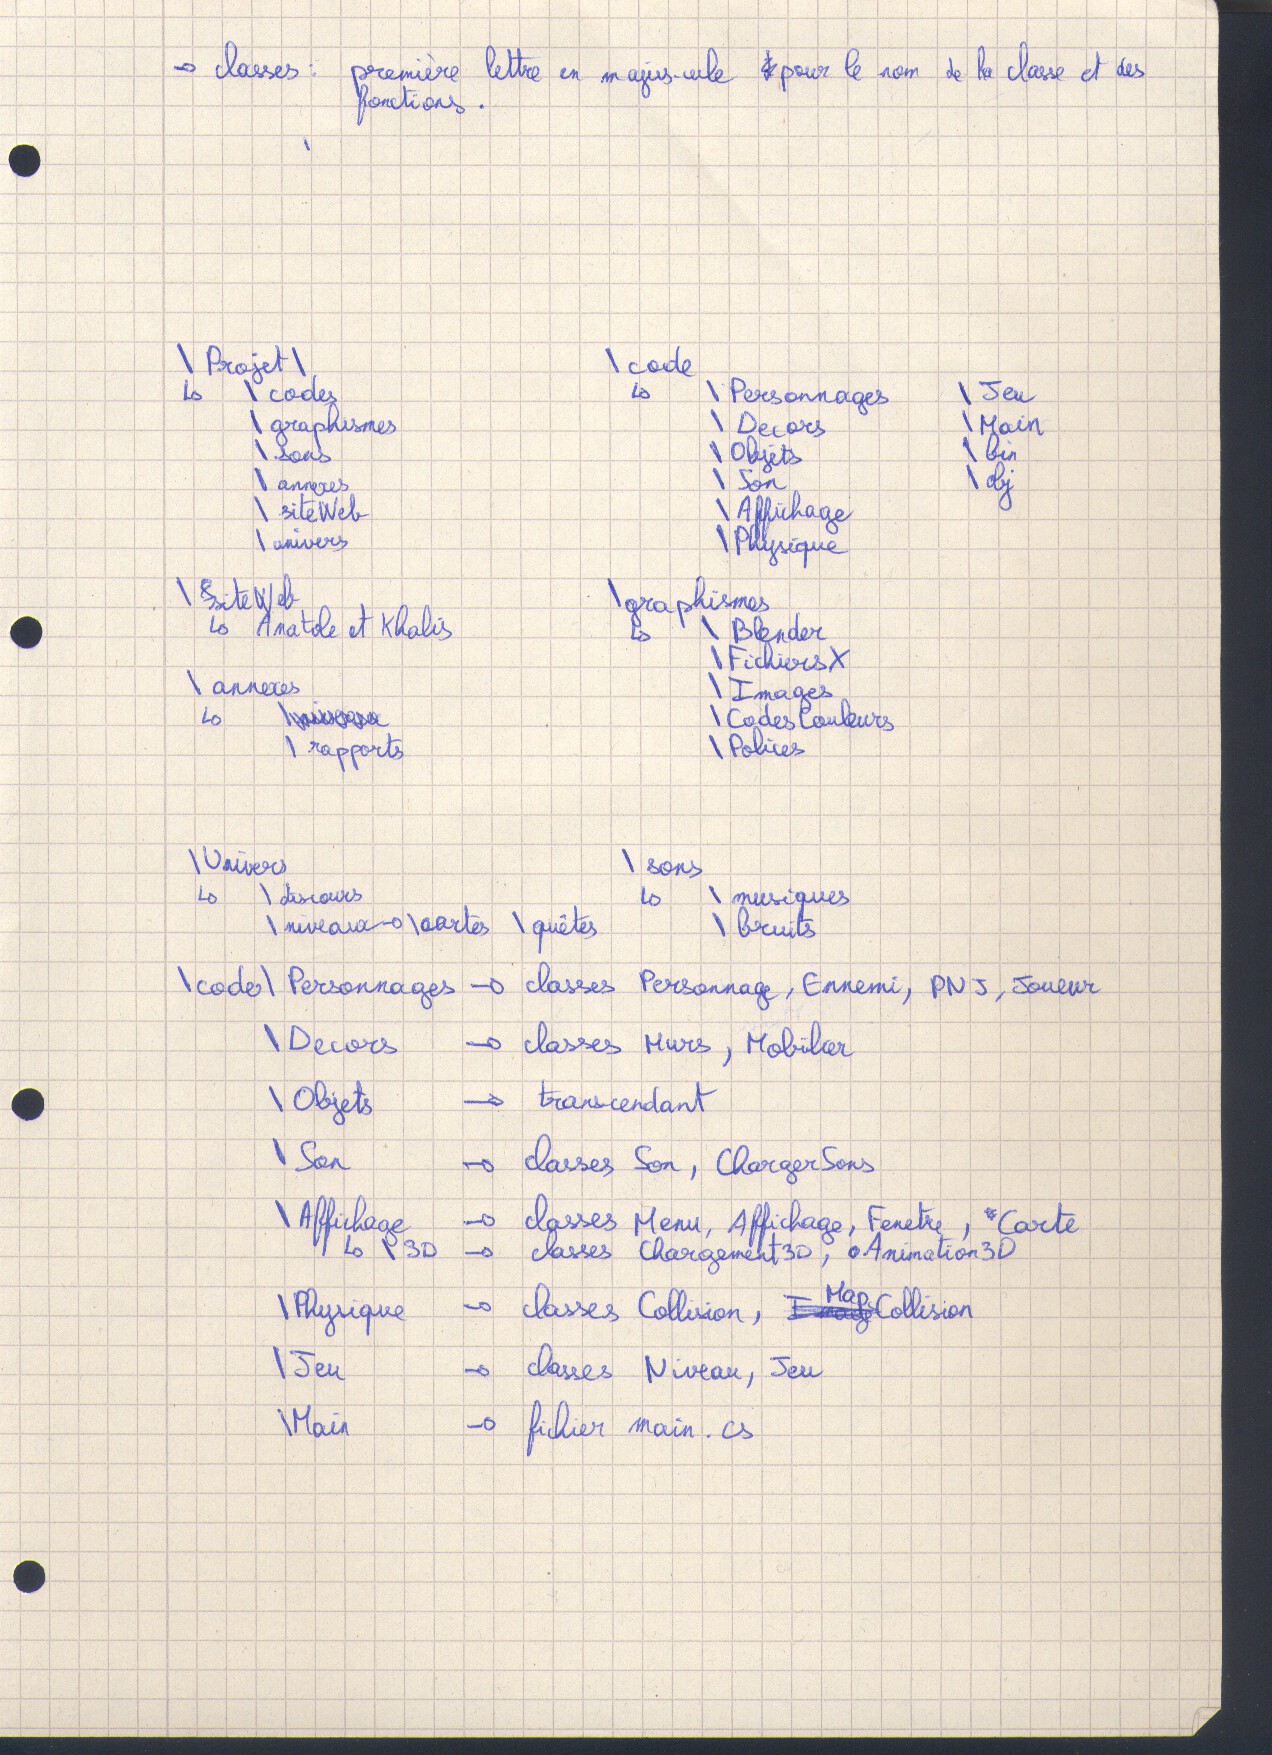 → classes : première lettre en majuscule pour le nom de la classe et des
fonctions.
\Projet\
↳ \codes
\graphismes
\sons
\annexes
\siteWeb
\univers
\code
↳ \Personnages
\Decors
\Objets
\Son
\Affichage
\Physique
\Jeu
\Main
\bin
\obj
\siteWeb
↳ Anatole et Khalis
\annexes
↳
\rapports
\graphismes
↳ \Blender
\FichiersX
\Images
\CodesCouleurs
\Polices
\Univers
↳ \discours
\niveaux → \cartes \quêtes
\sons
↳ \musiques
\bruits
\code\Personnages → classes Personnage, Ennemi, PNJ, Joueur
\Decors → classes Murs, Mobilier
\Objets → transcendant
\Son → classes Son, ChargerSons
\Affichage → classes Menu, Affichage, Fenetre, *Carte
↳ \3D → classes Chargement3D, Animation3D
\Physique → classes Collision, MapCollision
\Jeu → classes Niveau, Jeu
\Main → fichier main.cs